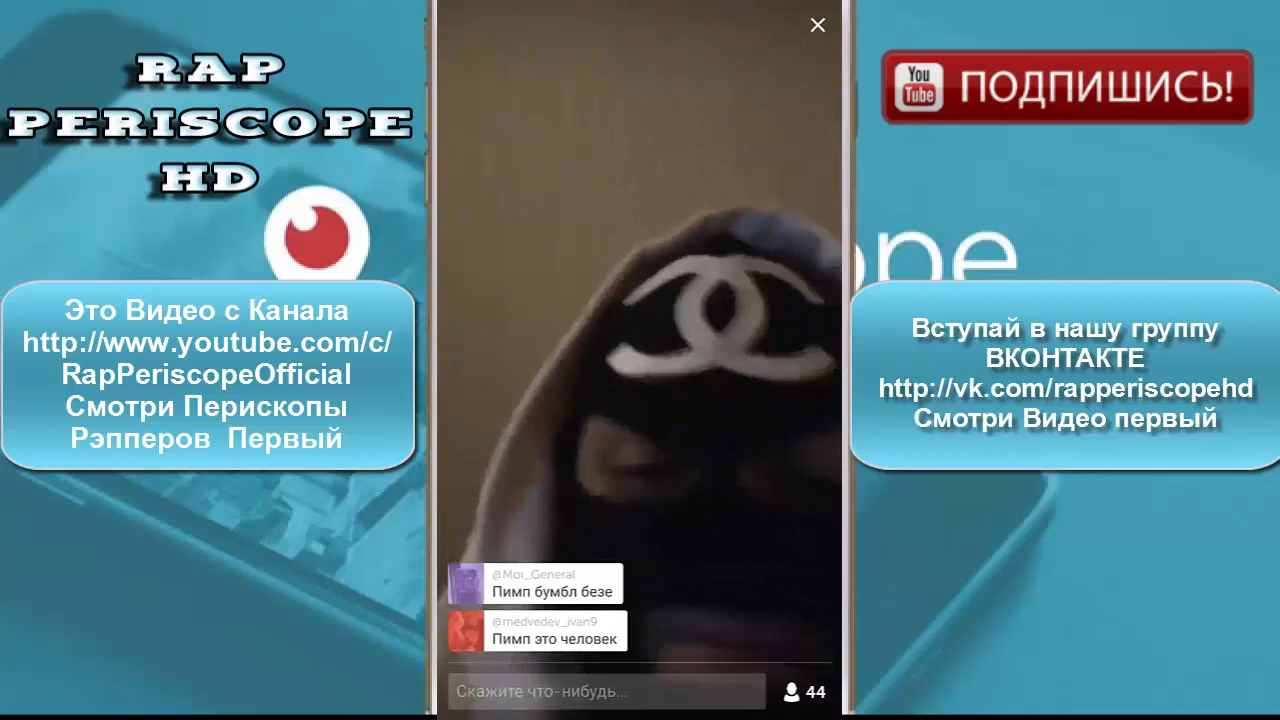 RAP
PERISCOPE
HD
Это Видео с Канала
http://www.youtube.com/c/
RapPeriscopeOfficial
Смотри Перископы
Рэпперов Первый
@Moi_General
Пимп бумбл безе
@medvedev_ivan9
Пимп это человек
Скажите что-нибудь...
44
You
Tube
ПОДПИШИСЬ!
ope
Вступай в нашу группу
ВКОНТАКТЕ
http://vk.com/rapperiscopehd
Смотри Видео первый